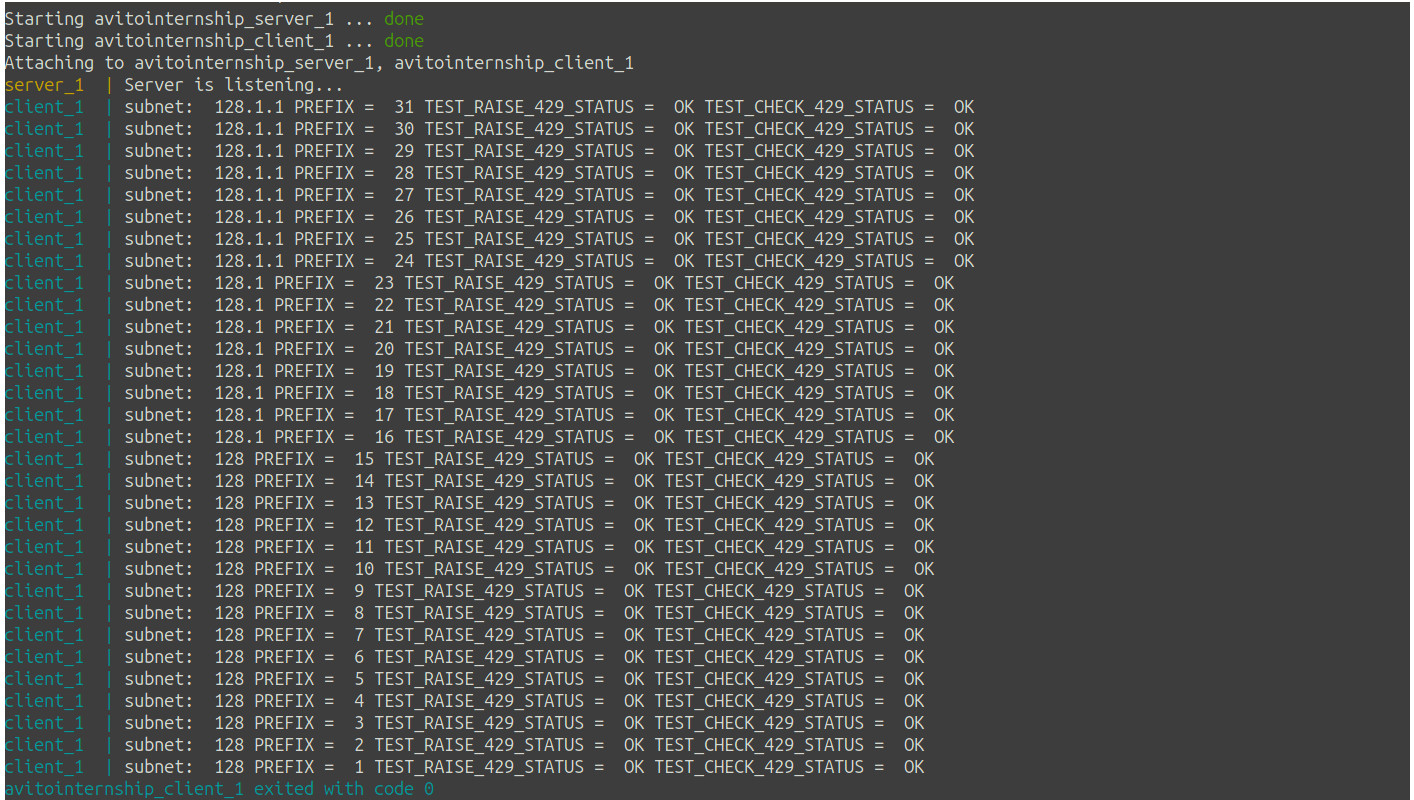 Starting avitointernship_server_1 ... done
Starting avitointernship_client_1 ... done
Attaching to avitointernship_server_1, avitointernship_client_1
server_1  | Server is listening...
client_1  | subnet:  128.1.1 PREFIX =  31 TEST_RAISE_429_STATUS =  OK TEST_CHECK_429_STATUS =  OK
client_1  | subnet:  128.1.1 PREFIX =  30 TEST_RAISE_429_STATUS =  OK TEST_CHECK_429_STATUS =  OK
client_1  | subnet:  128.1.1 PREFIX =  29 TEST_RAISE_429_STATUS =  OK TEST_CHECK_429_STATUS =  OK
client_1  | subnet:  128.1.1 PREFIX =  28 TEST_RAISE_429_STATUS =  OK TEST_CHECK_429_STATUS =  OK
client_1  | subnet:  128.1.1 PREFIX =  27 TEST_RAISE_429_STATUS =  OK TEST_CHECK_429_STATUS =  OK
client_1  | subnet:  128.1.1 PREFIX =  26 TEST_RAISE_429_STATUS =  OK TEST_CHECK_429_STATUS =  OK
client_1  | subnet:  128.1.1 PREFIX =  25 TEST_RAISE_429_STATUS =  OK TEST_CHECK_429_STATUS =  OK
client_1  | subnet:  128.1.1 PREFIX =  24 TEST_RAISE_429_STATUS =  OK TEST_CHECK_429_STATUS =  OK
client_1  | subnet:  128.1 PREFIX =  23 TEST_RAISE_429_STATUS =  OK TEST_CHECK_429_STATUS =  OK
client_1  | subnet:  128.1 PREFIX =  22 TEST_RAISE_429_STATUS =  OK TEST_CHECK_429_STATUS =  OK
client_1  | subnet:  128.1 PREFIX =  21 TEST_RAISE_429_STATUS =  OK TEST_CHECK_429_STATUS =  OK
client_1  | subnet:  128.1 PREFIX =  20 TEST_RAISE_429_STATUS =  OK TEST_CHECK_429_STATUS =  OK
client_1  | subnet:  128.1 PREFIX =  19 TEST_RAISE_429_STATUS =  OK TEST_CHECK_429_STATUS =  OK
client_1  | subnet:  128.1 PREFIX =  18 TEST_RAISE_429_STATUS =  OK TEST_CHECK_429_STATUS =  OK
client_1  | subnet:  128.1 PREFIX =  17 TEST_RAISE_429_STATUS =  OK TEST_CHECK_429_STATUS =  OK
client_1  | subnet:  128.1 PREFIX =  16 TEST_RAISE_429_STATUS =  OK TEST_CHECK_429_STATUS =  OK
client_1  | subnet:  128 PREFIX =  15 TEST_RAISE_429_STATUS =  OK TEST_CHECK_429_STATUS =  OK
client_1  | subnet:  128 PREFIX =  14 TEST_RAISE_429_STATUS =  OK TEST_CHECK_429_STATUS =  OK
client_1  | subnet:  128 PREFIX =  13 TEST_RAISE_429_STATUS =  OK TEST_CHECK_429_STATUS =  OK
client_1  | subnet:  128 PREFIX =  12 TEST_RAISE_429_STATUS =  OK TEST_CHECK_429_STATUS =  OK
client_1  | subnet:  128 PREFIX =  11 TEST_RAISE_429_STATUS =  OK TEST_CHECK_429_STATUS =  OK
client_1  | subnet:  128 PREFIX =  10 TEST_RAISE_429_STATUS =  OK TEST_CHECK_429_STATUS =  OK
client_1  | subnet:  128 PREFIX =  9 TEST_RAISE_429_STATUS =  OK TEST_CHECK_429_STATUS =  OK
client_1  | subnet:  128 PREFIX =  8 TEST_RAISE_429_STATUS =  OK TEST_CHECK_429_STATUS =  OK
client_1  | subnet:  128 PREFIX =  7 TEST_RAISE_429_STATUS =  OK TEST_CHECK_429_STATUS =  OK
client_1  | subnet:  128 PREFIX =  6 TEST_RAISE_429_STATUS =  OK TEST_CHECK_429_STATUS =  OK
client_1  | subnet:  128 PREFIX =  5 TEST_RAISE_429_STATUS =  OK TEST_CHECK_429_STATUS =  OK
client_1  | subnet:  128 PREFIX =  4 TEST_RAISE_429_STATUS =  OK TEST_CHECK_429_STATUS =  OK
client_1  | subnet:  128 PREFIX =  3 TEST_RAISE_429_STATUS =  OK TEST_CHECK_429_STATUS =  OK
client_1  | subnet:  128 PREFIX =  2 TEST_RAISE_429_STATUS =  OK TEST_CHECK_429_STATUS =  OK
client_1  | subnet:  128 PREFIX =  1 TEST_RAISE_429_STATUS =  OK TEST_CHECK_429_STATUS =  OK
avitointernship_client_1 exited with code 0